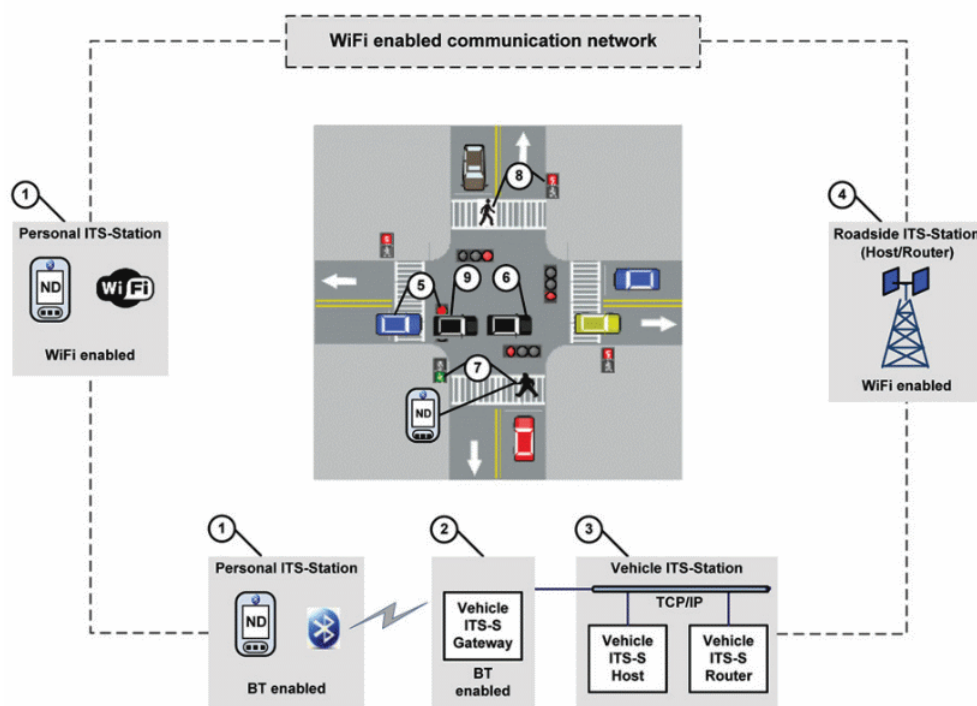 WiFi enabled communication network
1
Personal ITS-Station
ND
WiFi
WiFi enabled
8
5
9
6
7
ND
4
Roadside ITS-Station
(Host/Router)
WiFi enabled
1
Personal ITS-Station
ND
BT enabled
2
Vehicle
ITS-S
Gateway
BT
enabled
3
Vehicle ITS-Station
TCP/IP
Vehicle
ITS-S
Host
Vehicle
ITS-S
Router